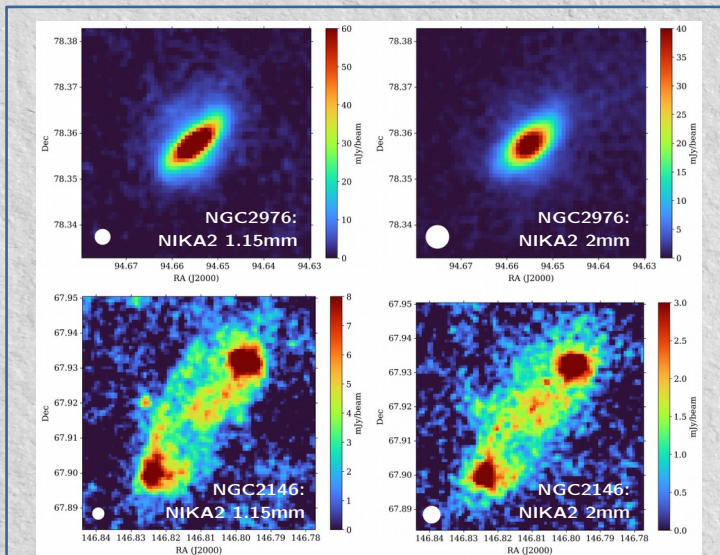 78.38
78.37
78.36
78.35
78.34
Dec
94.67 94.66 94.65 94.64 94.63
RA (J2000)
60
50
40
30
20
10
0
mJy/beam
NGC2976:
NIKA2 1.15mm
78.38
78.37
78.36
78.35
78.34
Dec
94.67 94.66 94.65 94.64 94.63
RA (J2000)
40
35
30
25
20
15
10
5
0
mJy/beam
NGC2976:
NIKA2 2mm
67.95
67.94
67.93
67.92
67.91
67.90
67.89
Dec
146.84 146.83 146.82 146.81 146.80 146.79 146.78
RA (J2000)
8
7
6
5
4
3
2
1
0
mJy/beam
NGC2146:
NIKA2 1.15mm
67.95
67.94
67.93
67.92
67.91
67.90
67.89
Dec
146.84 146.83 146.82 146.81 146.80 146.79 146.78
RA (J2000)
3.0
2.5
2.0
1.5
1.0
0.5
0.0
mJy/beam
NGC2146:
NIKA2 2mm